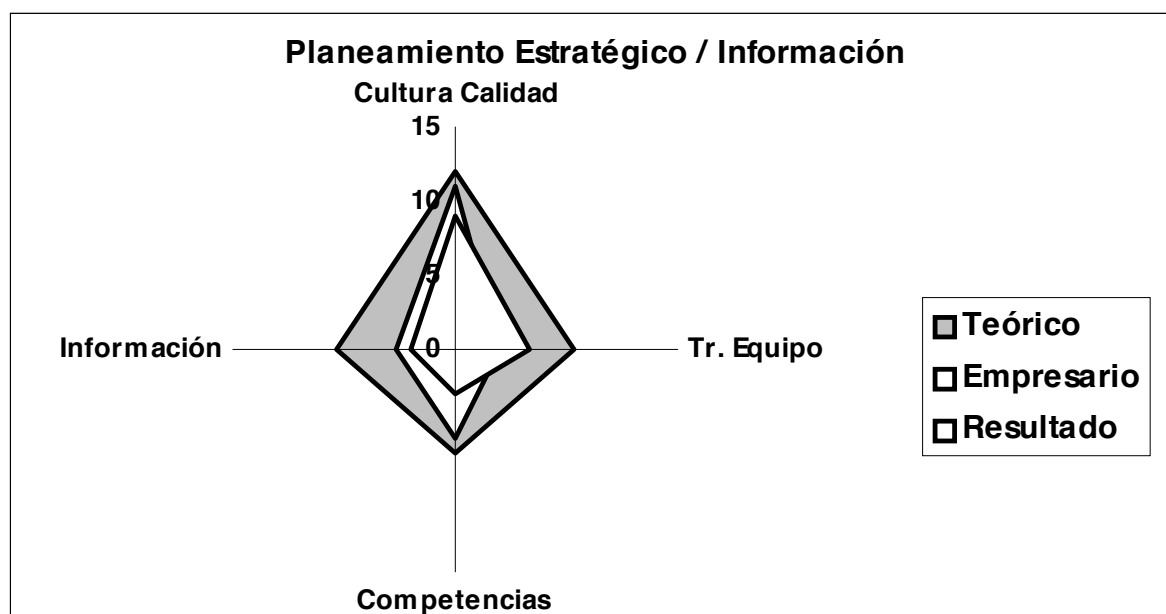 Planeamiento Estratégico / Información
Cultura Calidad
15
10
5
0
Información
Tr. Equipo
Competencias
Teórico
Empresario
Resultado